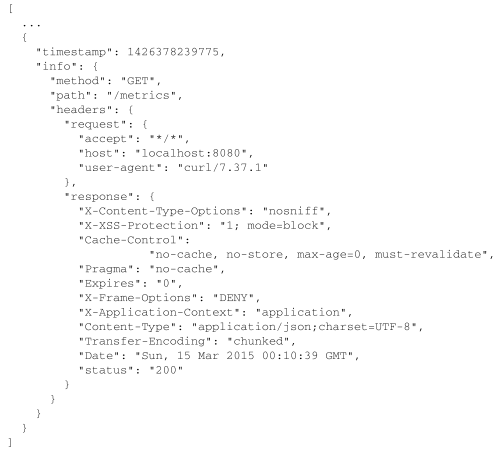 [
  ...
  {
    "timestamp": 1426378239775,
    "info": {
      "method": "GET",
      "path": "/metrics",
      "headers": {
        "request": {
          "accept": "*/*",
          "host": "localhost:8080",
          "user-agent": "curl/7.37.1"
        },
        "response": {
          "X-Content-Type-Options": "nosniff",
          "X-XSS-Protection": "1; mode=block",
          "Cache-Control":
                    "no-cache, no-store, max-age=0, must-revalidate",
          "Pragma": "no-cache",
          "Expires": "0",
          "X-Frame-Options": "DENY",
          "X-Application-Context": "application",
          "Content-Type": "application/json;charset=UTF-8",
          "Transfer-Encoding": "chunked",
          "Date": "Sun, 15 Mar 2015 00:10:39 GMT",
          "status": "200"
        }
      }
    }
  }
]